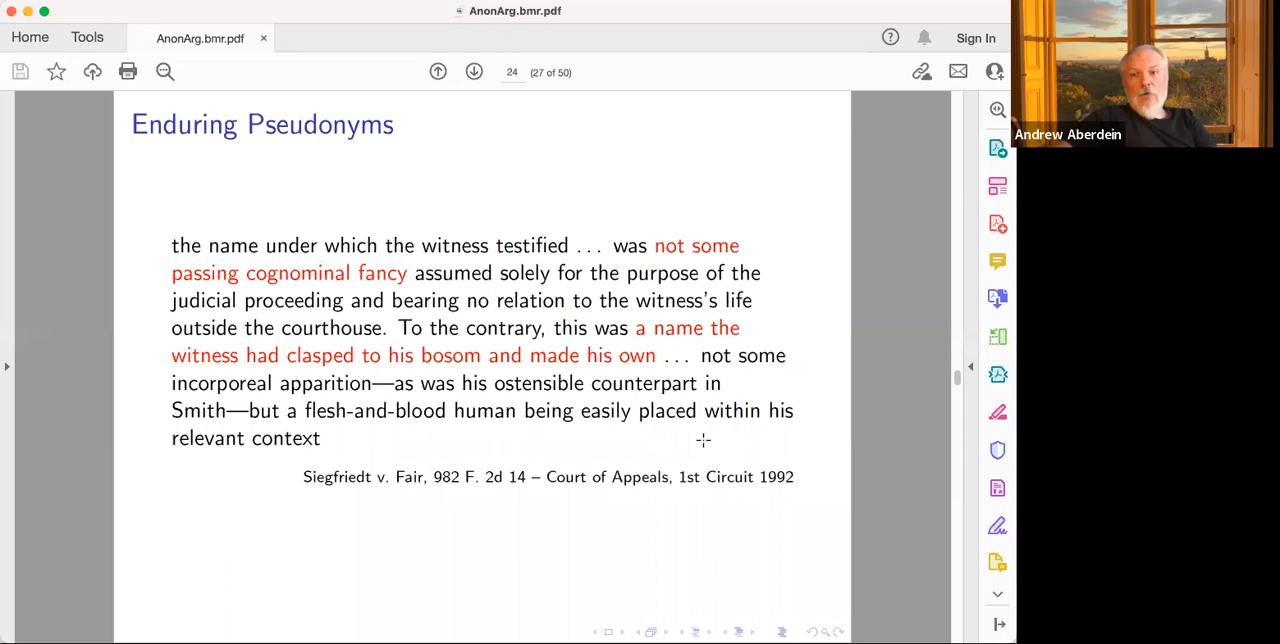 AnonArg.bmr.pdf
Home Tools AnonArg.bmr.pdf × Sign In
24 (27 of 50)
Andrew Aberdein
Enduring Pseudonyms
the name under which the witness testified . . . was not some
passing cognominal fancy assumed solely for the purpose of the
judicial proceeding and bearing no relation to the witness's life
outside the courthouse. To the contrary, this was a name the
witness had clasped to his bosom and made his own . . . not some
incorporeal apparition—as was his ostensible counterpart in
Smith—but a flesh-and-blood human being easily placed within his
relevant context
Siegfriedt v. Fair, 982 F. 2d 14 – Court of Appeals, 1st Circuit 1992